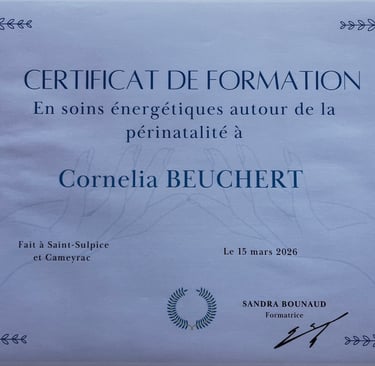 CERTIFICAT DE FORMATION
En soins énergétiques autour de la
périnatalité à
Cornelia BEUCHERT
Fait à Saint-Sulpice
et Cameyrac
Le 15 mars 2026
SANDRA BOUNAUD
Formatrice